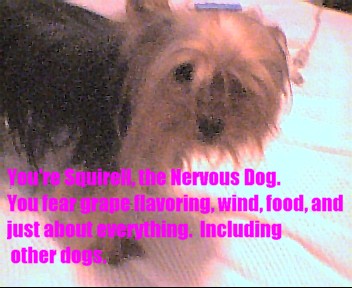 You're Squirell, the Nervous Dog.
You fear grape flavoring, wind, food, and
just about everything.  Including
other dogs.